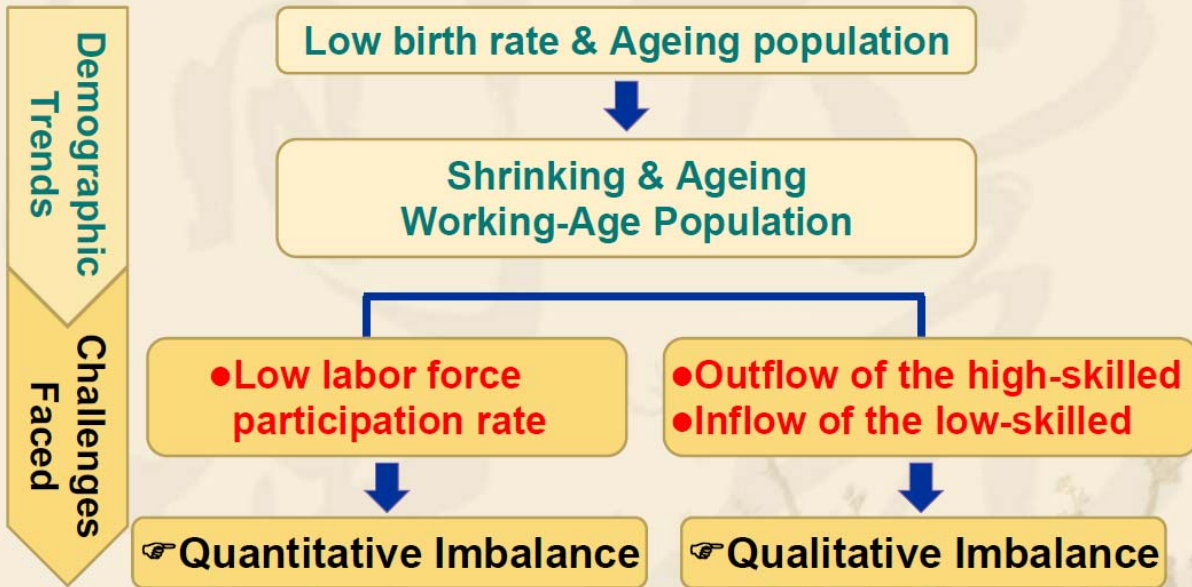 Demographic
Trends
Low birth rate & Ageing population
Shrinking & Ageing
Working-Age Population
Challenges
Faced
●Low labor force
participation rate
●Outflow of the high-skilled
●Inflow of the low-skilled
☞Quantitative Imbalance
☞Qualitative Imbalance